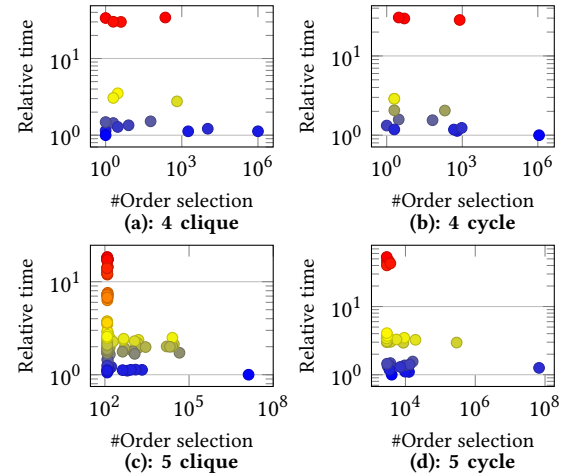 Relative time
10^1
10^0
10^0 10^3 10^6
#Order selection
(a): 4 clique
Relative time
10^1
10^0
10^0 10^3 10^6
#Order selection
(b): 4 cycle
Relative time
10^1
10^0
10^2 10^5 10^8
#Order selection
(c): 5 clique
Relative time
10^1
10^0
10^4 10^6 10^8
#Order selection
(d): 5 cycle